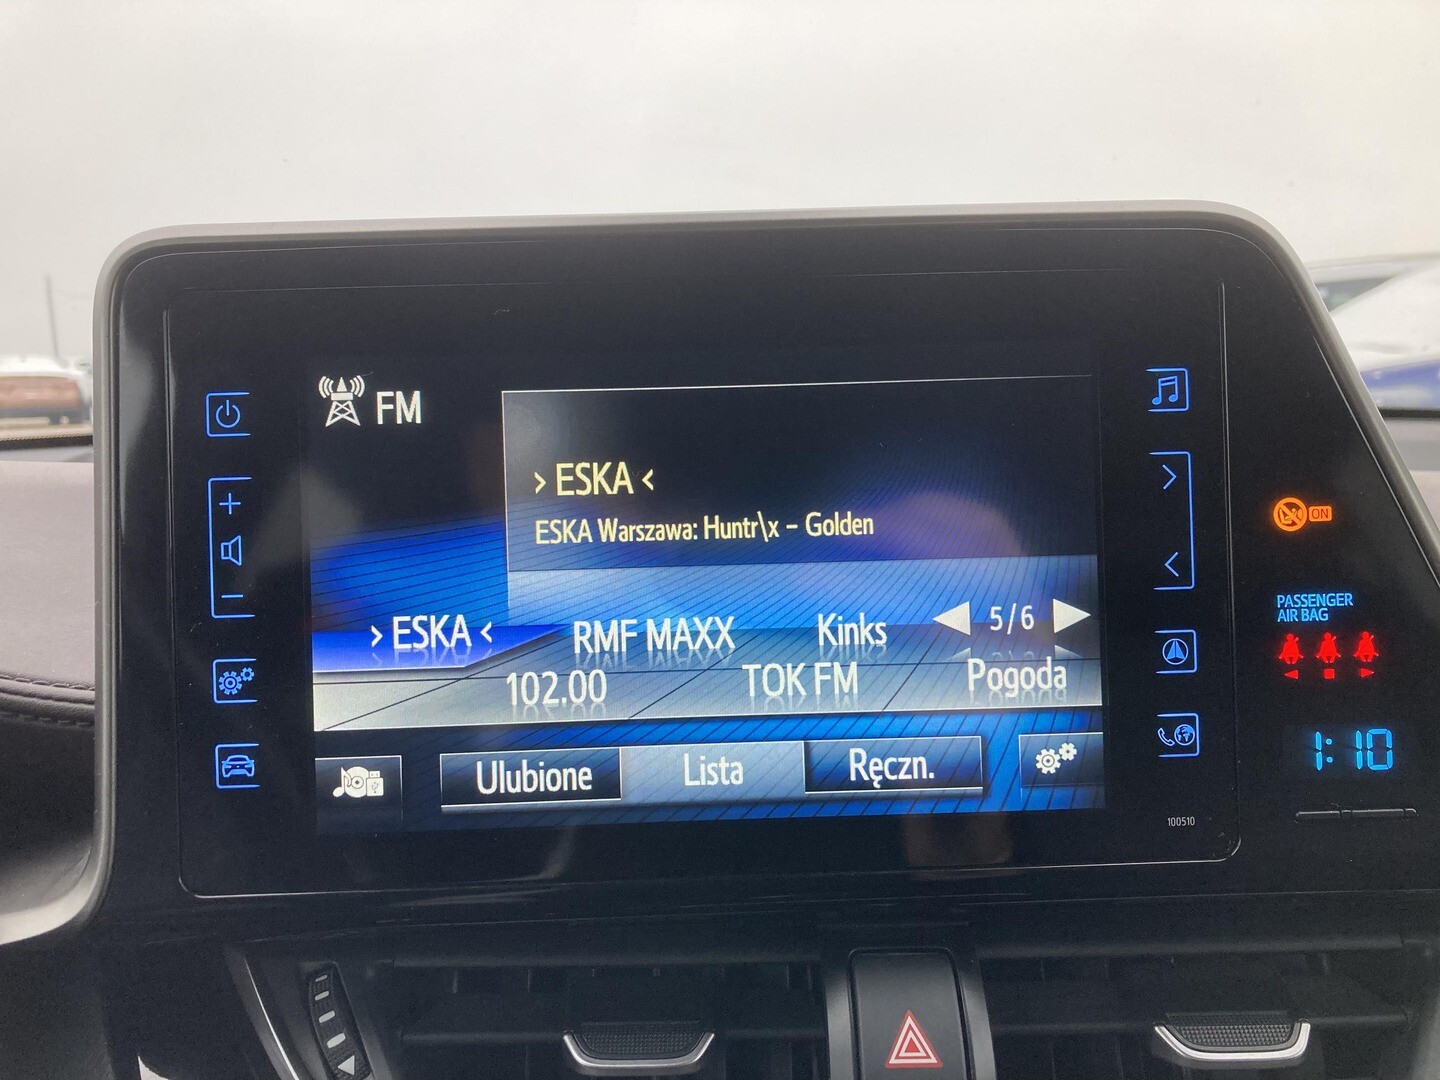 FM
› ESKA ‹
ESKA Warszawa: Huntr\x – Golden
› ESKA ‹ RMF MAXX Kinks 5/6
102.00 TOK FM Pogoda
Ulubione Lista Ręczn.
ON
PASSENGER
AIR BAG
1:10
100510